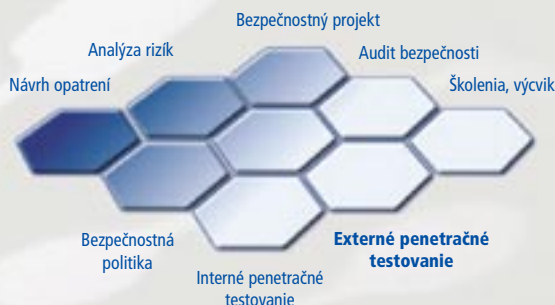 Bezpečnostný projekt
Analýza rizík
Audit bezpečnosti
Návrh opatrení
Školenia, výcvik
Bezpečnostná
politika
Externé penetračné
testovanie
Interné penetračné
testovanie